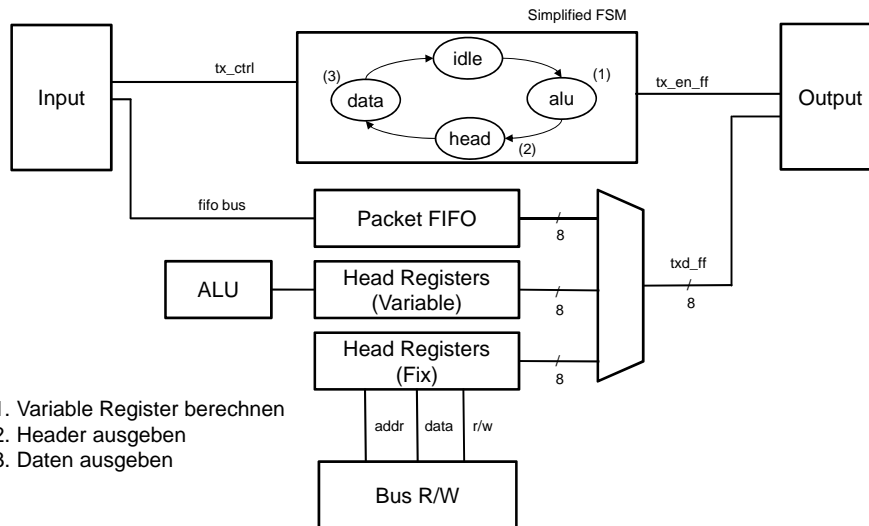 Simplified FSM
idle
tx_ctrl
(3)
(1)
tx_en_ff
Input
data
alu
Output
head
(2)
fifo bus
Packet FIFO
8
ALU
Head Registers
(Variable)
8
txd_ff
8
Head Registers
(Fix)
8
1. Variable Register berechnen
2. Header ausgeben
3. Daten ausgeben
addr
data
r/w
Bus R/W